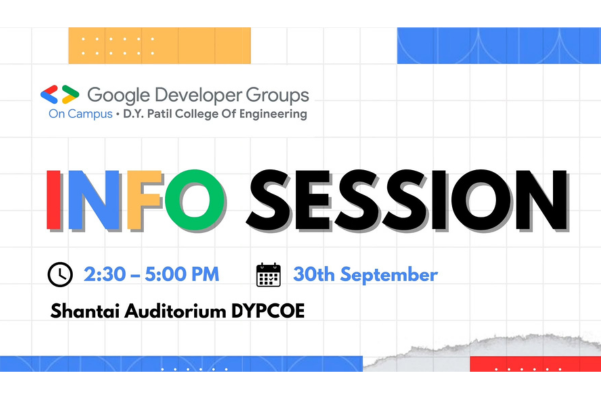 Google Developer Groups
On Campus • D.Y. Patil College Of Engineering
INFO SESSION
2:30 – 5:00 PM 30th September
Shantai Auditorium DYPCOE